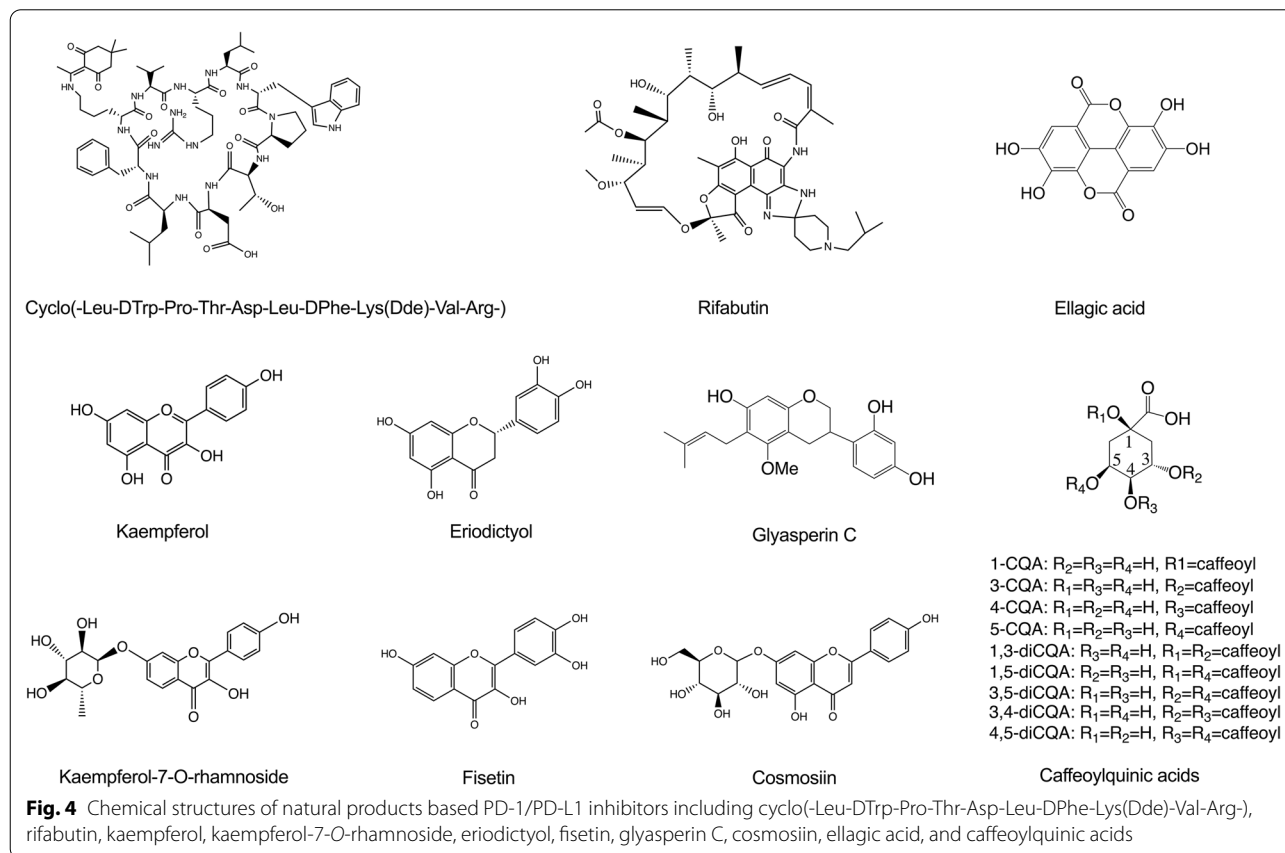 Cyclo(-Leu-DTrp-Pro-Thr-Asp-Leu-DPhe-Lys(Dde)-Val-Arg-)
Rifabutin
Ellagic acid
Kaempferol
Eriodictyol
Glyasperin C
1-CQA: R₂=R₃=R₄=H, R1=caffeoyl
3-CQA: R₁=R₃=R₄=H, R₂=caffeoyl
4-CQA: R₁=R₂=R₄=H, R₃=caffeoyl
5-CQA: R₁=R₂=R₃=H, R₄=caffeoyl
1,3-diCQA: R₃=R₄=H, R₁=R₂=caffeoyl
1,5-diCQA: R₂=R₃=H, R₁=R₄=caffeoyl
3,5-diCQA: R₁=R₃=H, R₂=R₄=caffeoyl
3,4-diCQA: R₁=R₄=H, R₂=R₃=caffeoyl
4,5-diCQA: R₁=R₂=H, R₃=R₄=caffeoyl
Kaempferol-7-O-rhamnoside
Fisetin
Cosmosiin
Caffeoylquinic acids
Fig. 4 Chemical structures of natural products based PD-1/PD-L1 inhibitors including cyclo(-Leu-DTrp-Pro-Thr-Asp-Leu-DPhe-Lys(Dde)-Val-Arg-),
rifabutin, kaempferol, kaempferol-7-O-rhamnoside, eriodictyol, fisetin, glyasperin C, cosmosiin, ellagic acid, and caffeoylquinic acids